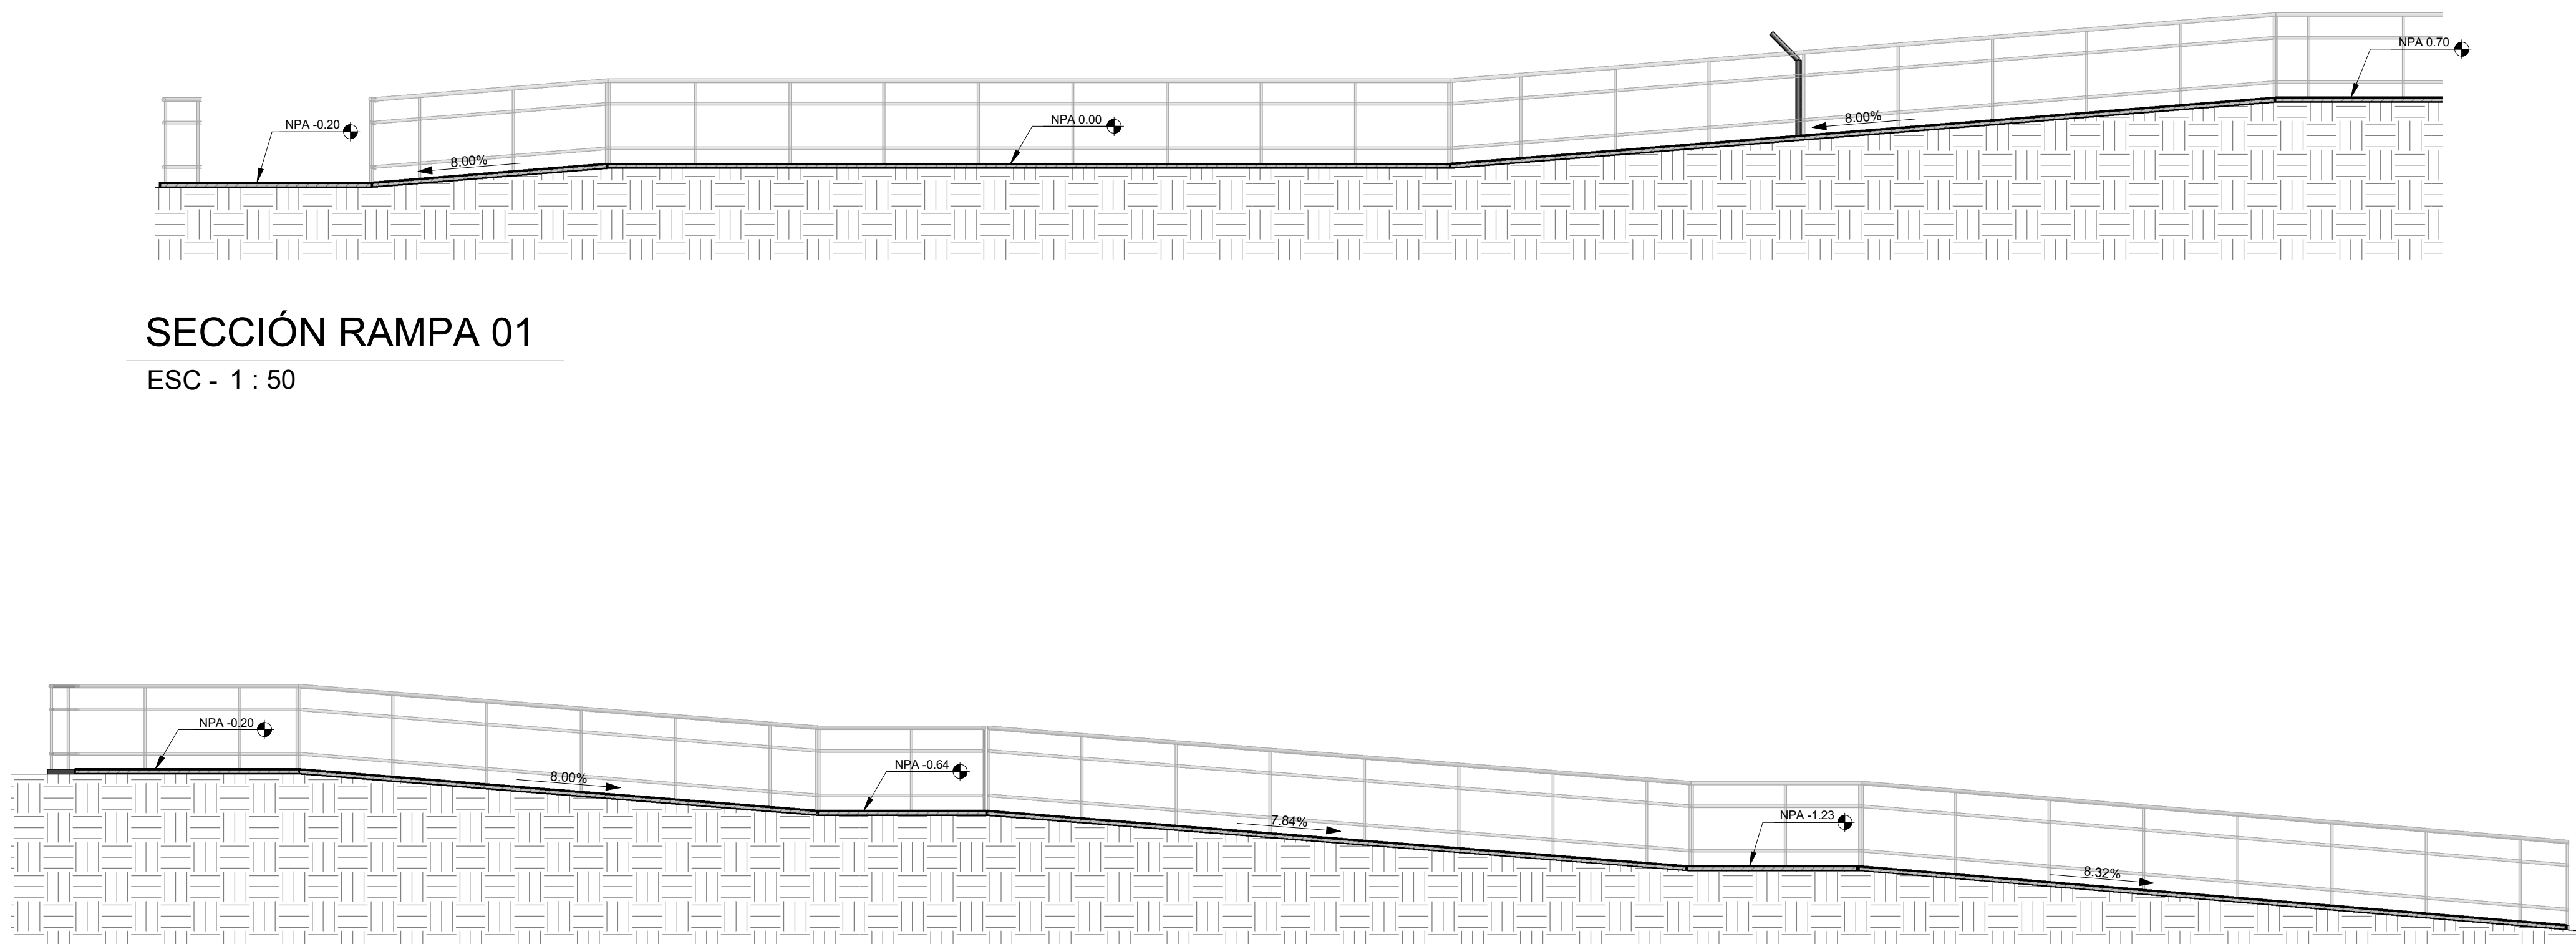 NPA 0.70
8.00%
NPA -0.20
NPA 0.00
8.00%
SECCIÓN RAMPA 01
ESC - 1 : 50
NPA -0.20
8.00%
NPA -0.64
7.84%
NPA -1.23
8.32%